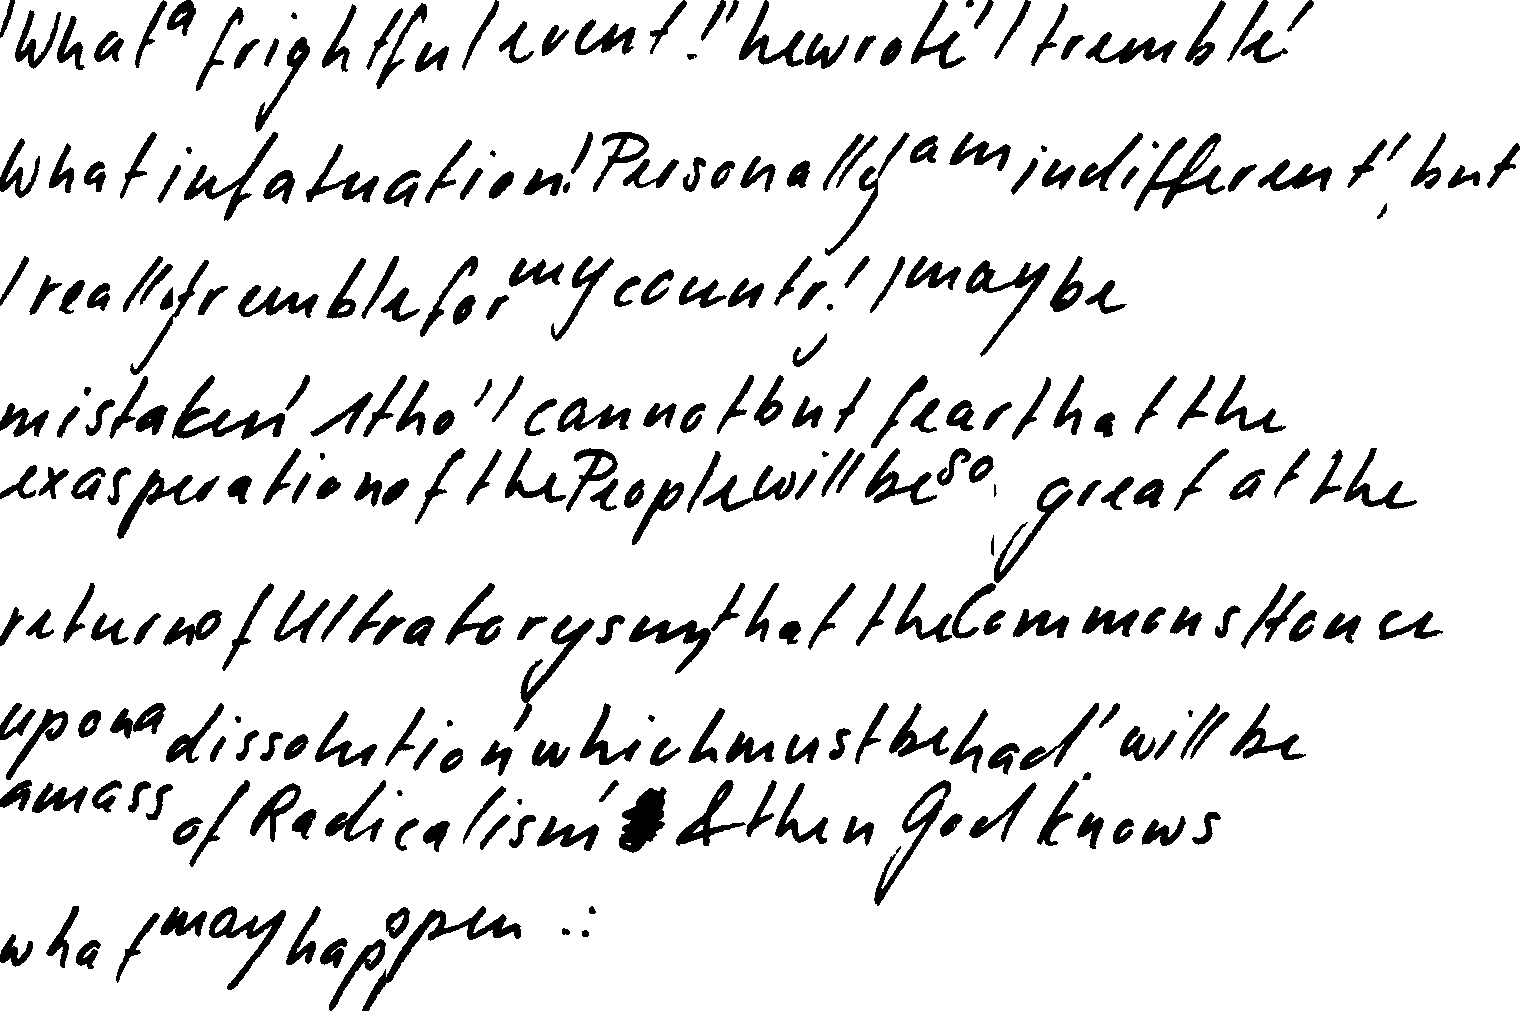 'What a frightful event!" he wrote 'I tremble!
What infatuation! Personally am indifferent', but
I really tremble for my country! I may be
mistaken' 'tho' I cannot but fear that the
exasperation of the People will be so great at the
return of Ultratorysm, that the Commons House
upon a dissolution 'which must be had' will be
a mass of Radicalism' & then God knows
what may happen ..: